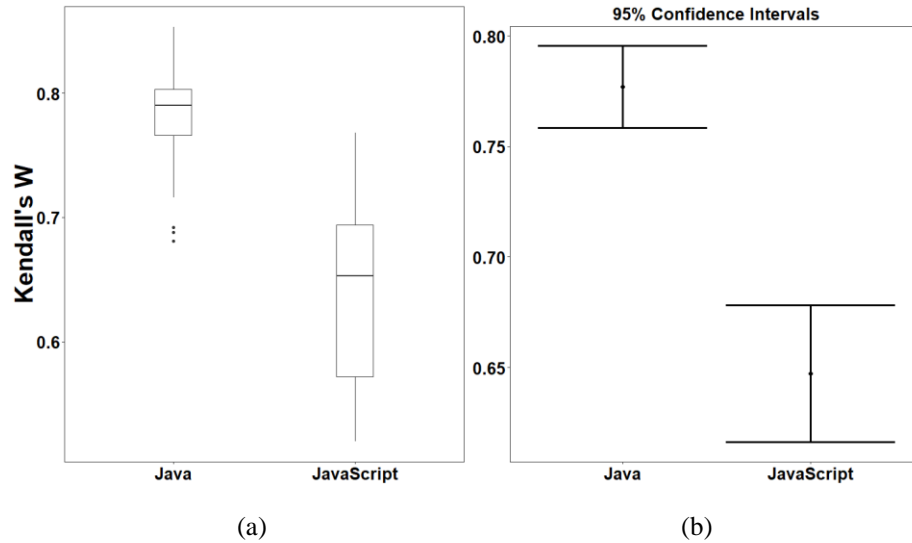 95% Confidence Intervals
Kendall's W
0.8
0.7
0.6
Java
JavaScript
0.80
0.75
0.70
0.65
Java
JavaScript
(a)
(b)